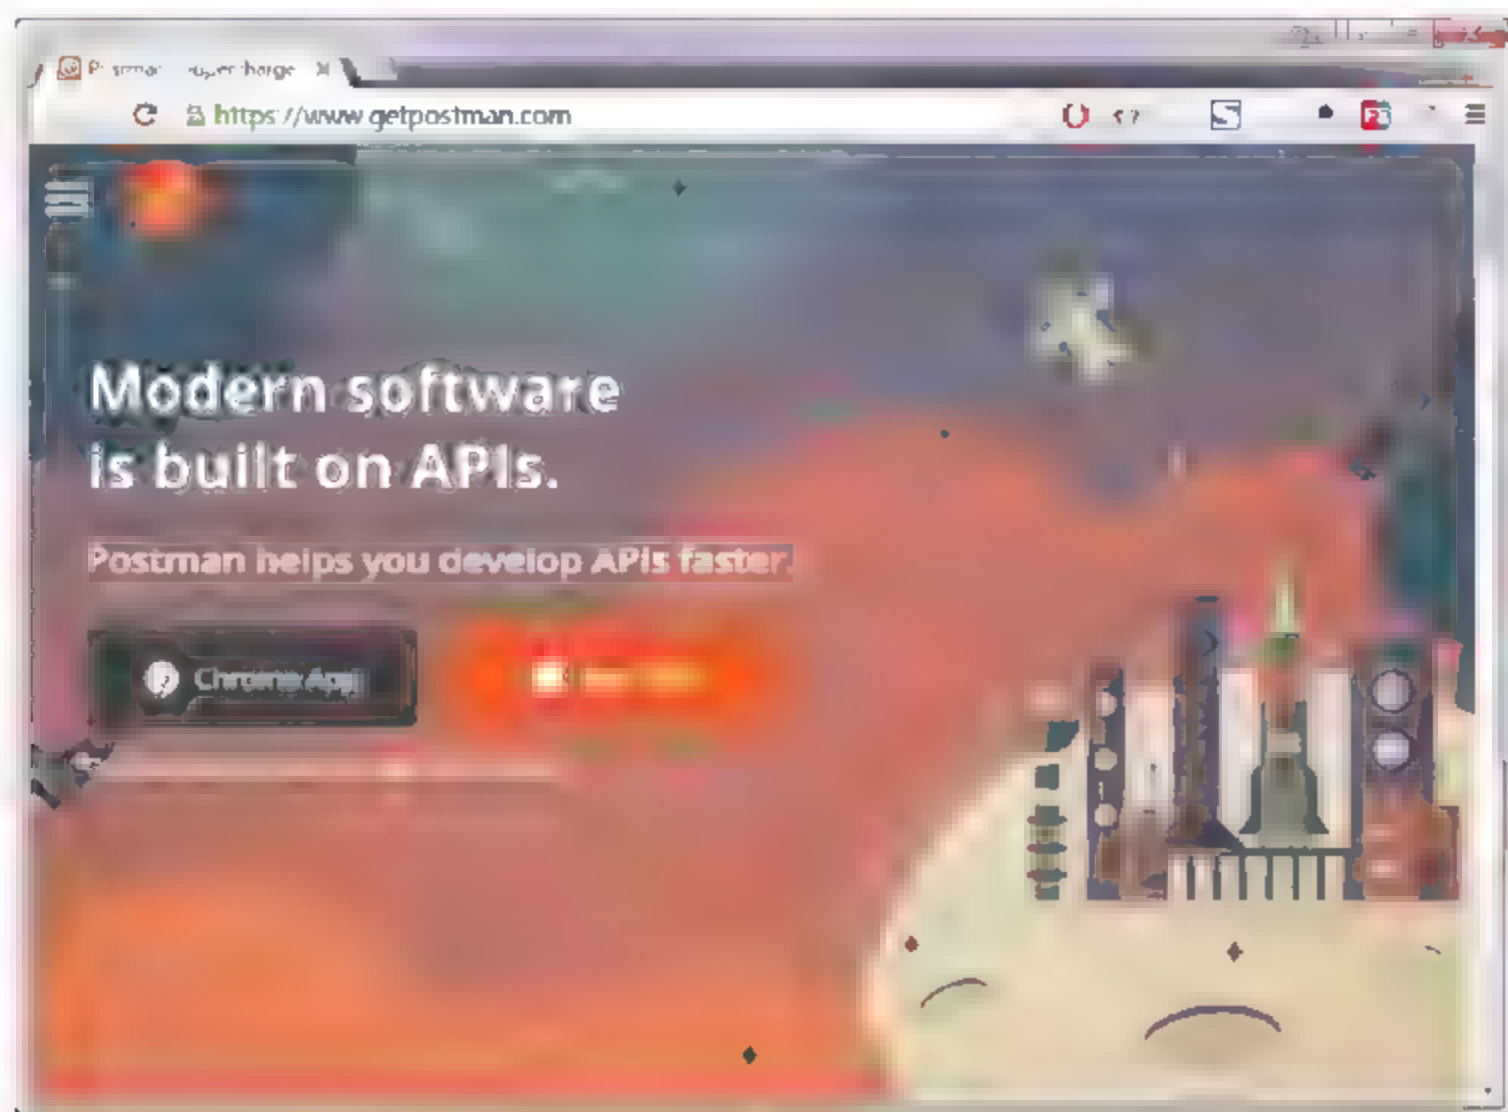 https://www.getpostman.com
Modern software
is built on APIs.
Postman helps you develop APIs faster.
Chrome App